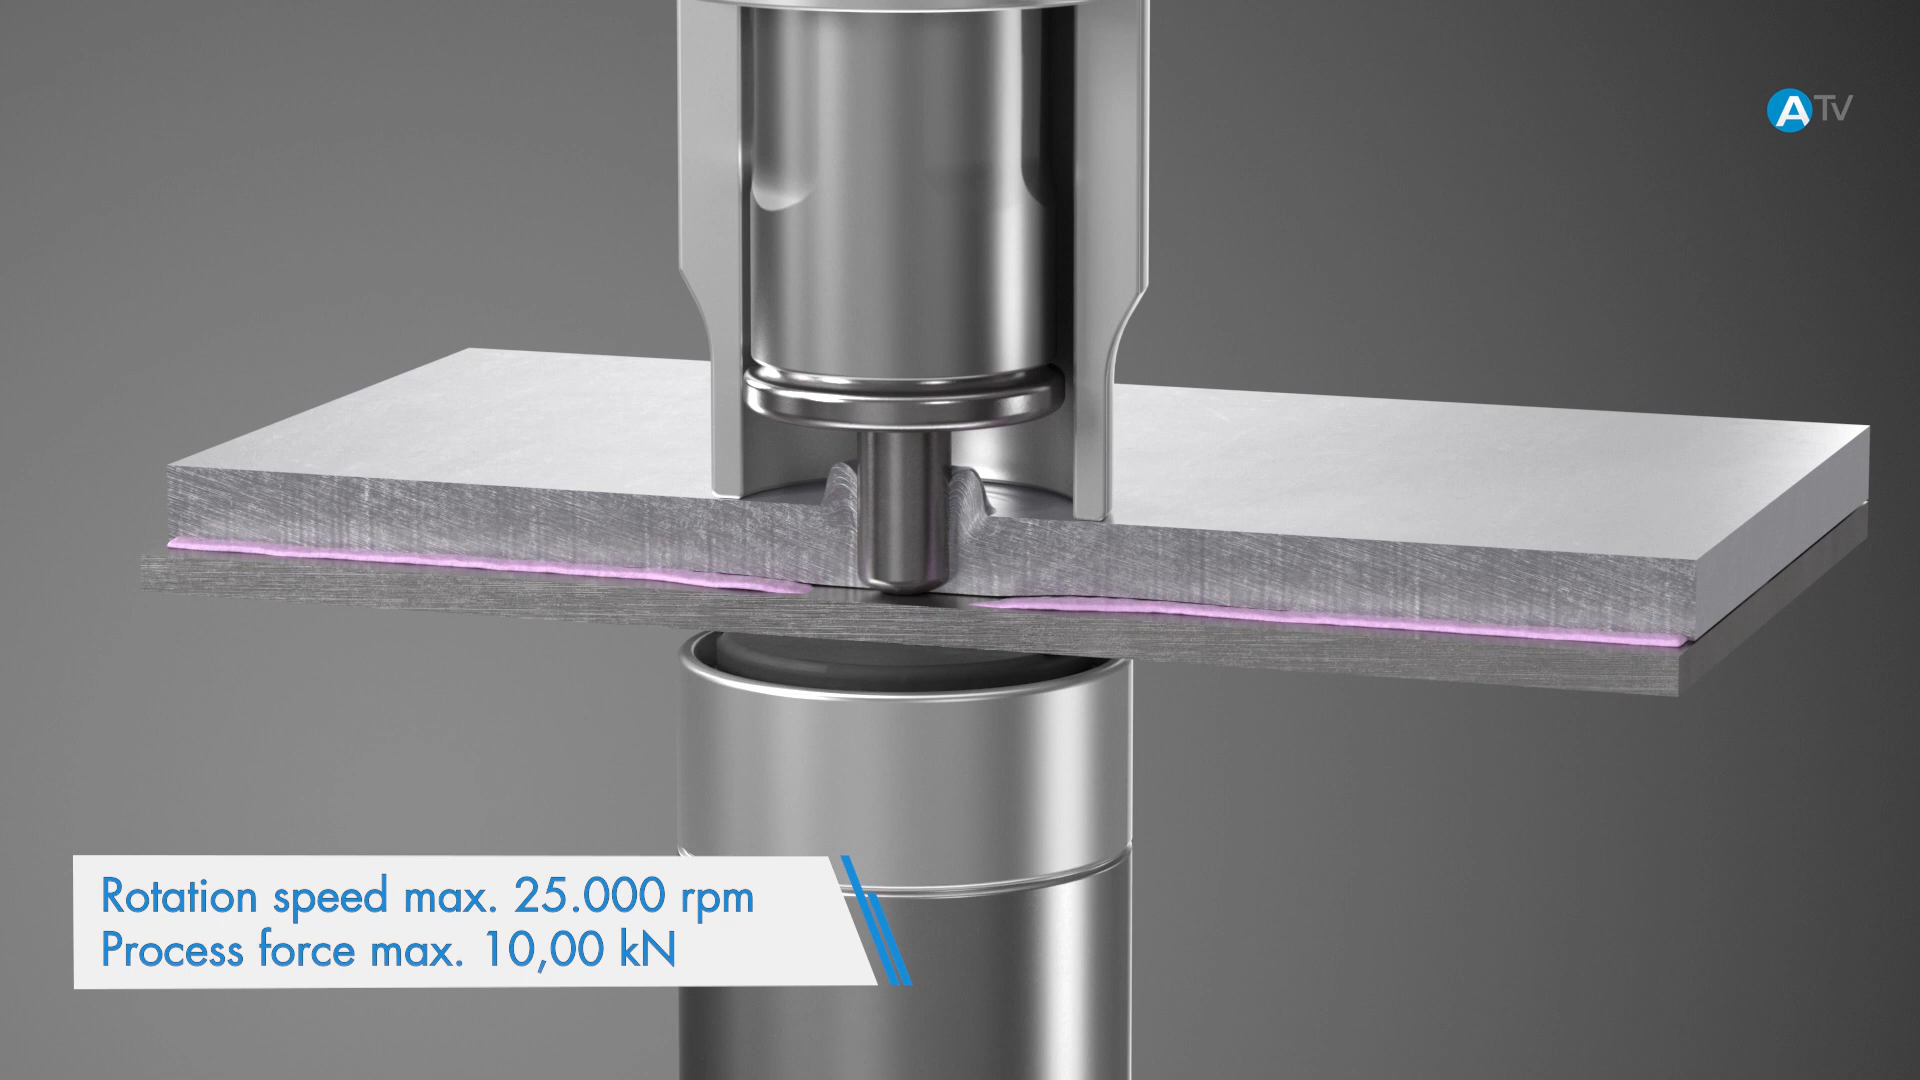 ATV
Rotation speed max. 25.000 rpm
Process force max. 10,00 kN